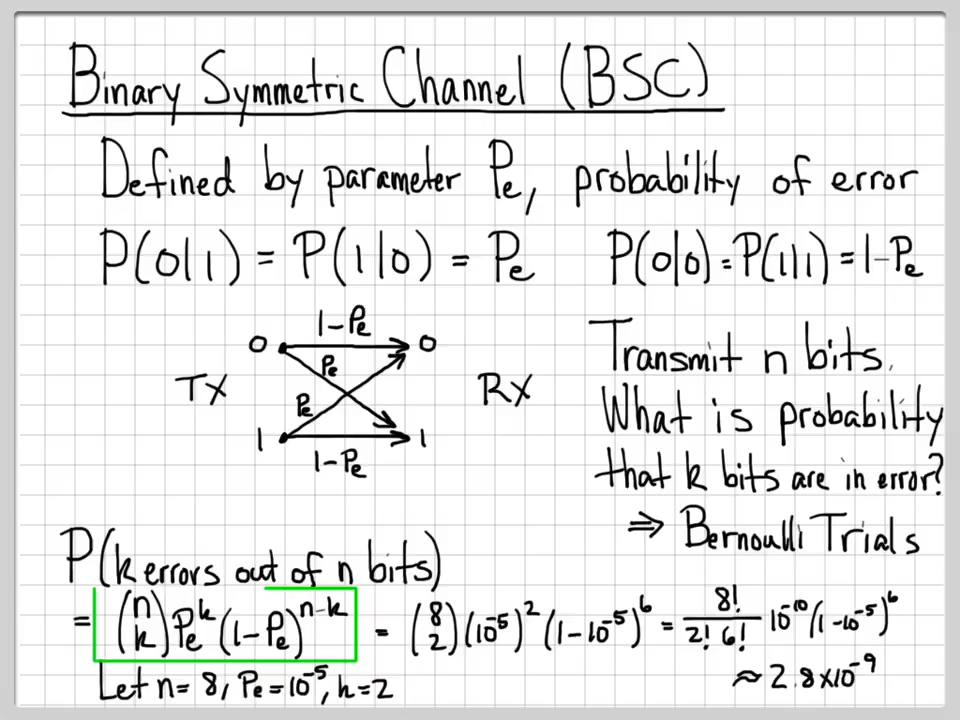 Binary Symmetric Channel (BSC)
Defined by parameter Pe, probability of error
P(0|1) = P(1|0) = Pe P(0|0) = P(1|1) = 1-Pe
1-Pe
0 0
Pe
TX RX
Pe
1 1
1-Pe
Transmit n bits.
What is probability
that k bits are in error?
⇒ Bernoulli Trials
P(k errors out of n bits)
= (n k) Pe^k (1-Pe)^n-k = (8 2) (10^-5)^2 (1-10^-5)^6 = 8!/2! 6! 10^-10 (1-10^-5)^6
Let n = 8, Pe = 10^-5, k = 2
≈ 2.8x10^-9